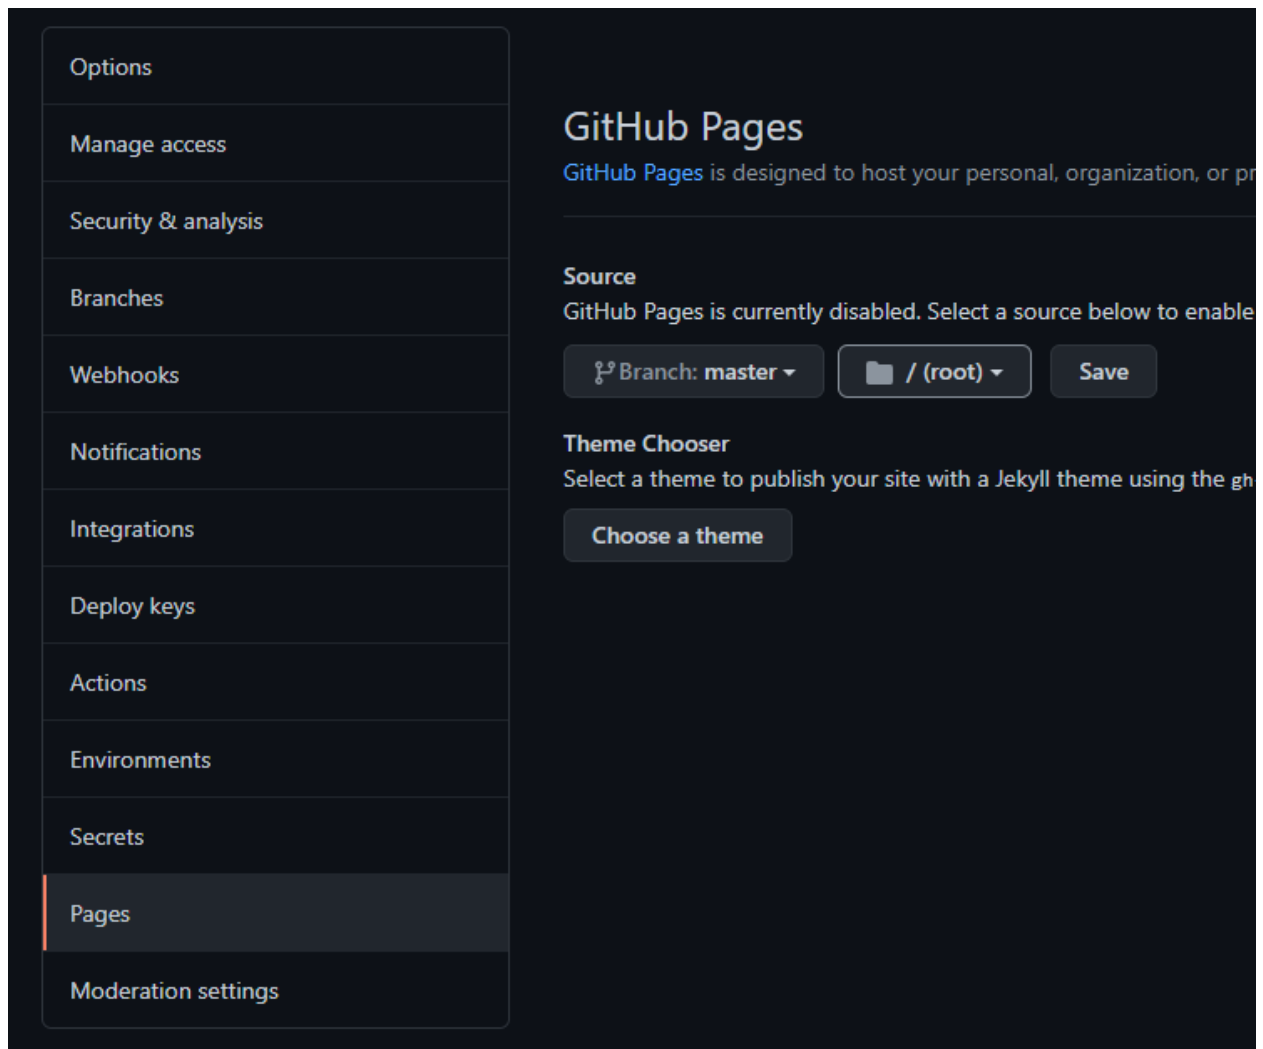 Options
Manage access
Security & analysis
Branches
Webhooks
Notifications
Integrations
Deploy keys
Actions
Environments
Secrets
Pages
Moderation settings
GitHub Pages
GitHub Pages is designed to host your personal, organization, or pr
Source
GitHub Pages is currently disabled. Select a source below to enable
Branch: master / (root) Save
Theme Chooser
Select a theme to publish your site with a Jekyll theme using the gh-
Choose a theme